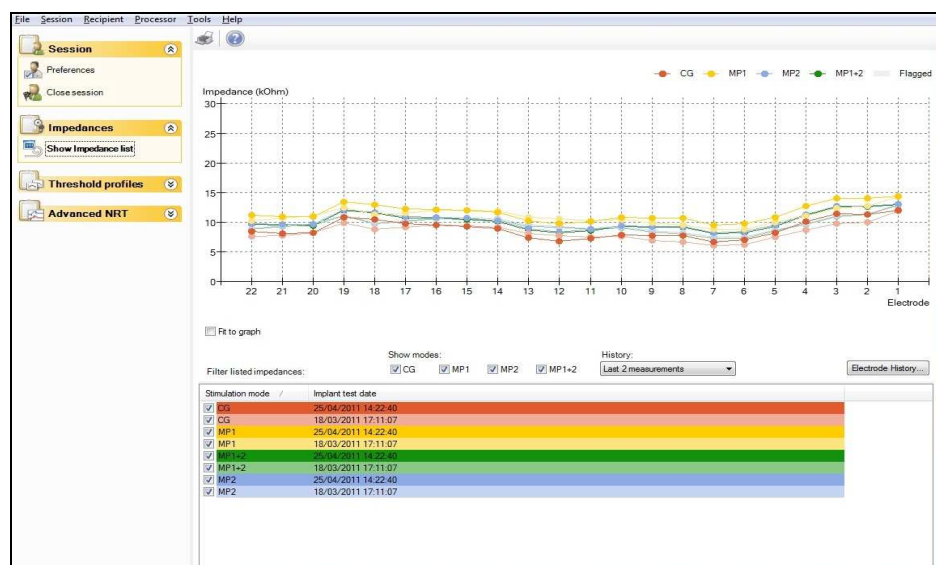 File Session Recipient Processor Tools Help
Session
Preferences
Close session
Impedances
Show Impedance list
Threshold profiles
Advanced NRT
CG MP1 MP2 MP1+2 Flagged
Impedance (kOhm)
30
25
20
15
10
5
0
22 21 20 19 18 17 16 15 14 13 12 11 10 9 8 7 6 5 4 3 2 1
Electrode
Fit to graph
Show modes: History:
Filter listed impedances: CG MP1 MP2 MP1+2 Last 2 measurements Electrode History...
Stimulation mode / Implant test date
CG 25/04/2011 14:22:40
CG 18/03/2011 17:11:07
MP1 25/04/2011 14:22:40
MP1 18/03/2011 17:11:07
MP1+2 25/04/2011 14:22:40
MP1+2 18/03/2011 17:11:07
MP2 25/04/2011 14:22:40
MP2 18/03/2011 17:11:07